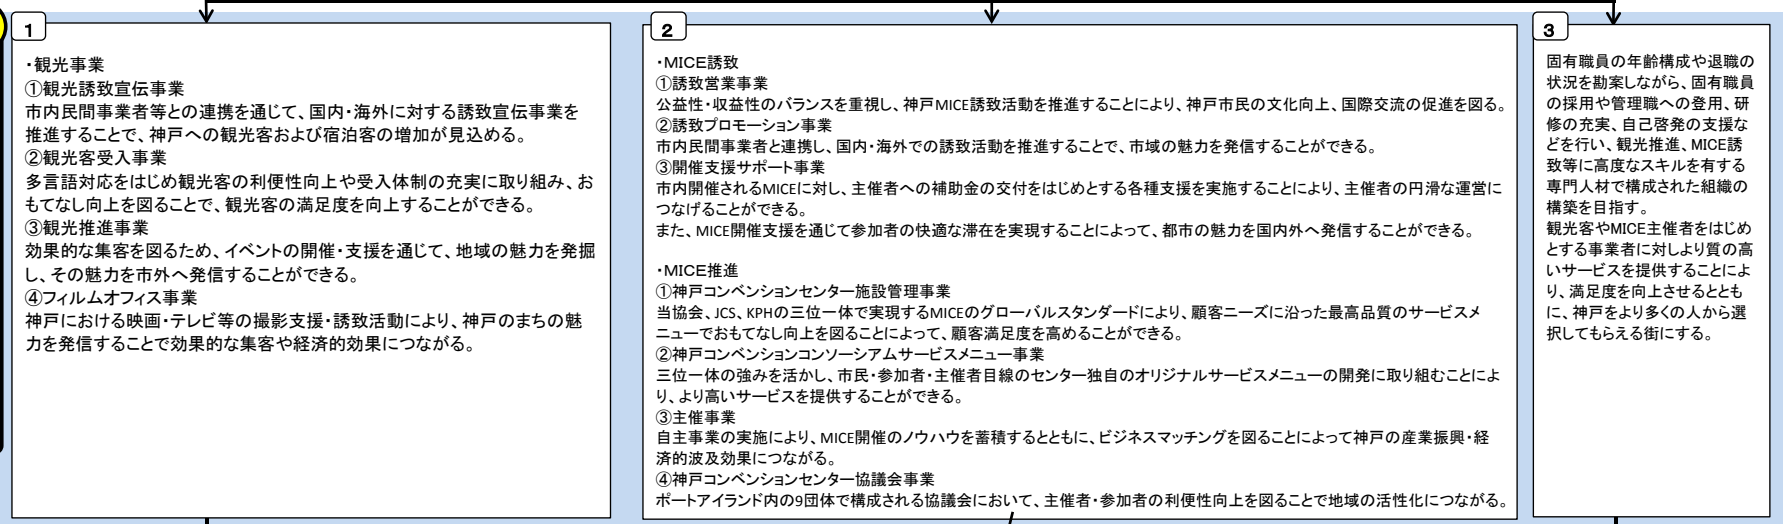 1
・観光事業
①観光誘致宣伝事業
市内民間事業者等との連携を通じて、国内・海外に対する誘致宣伝事業を
推進することで、神戸への観光客および宿泊客の増加が見込める。
②観光客受入事業
多言語対応をはじめ観光客の利便性向上や受入体制の充実に取り組み、お
もてなし向上を図ることで、観光客の満足度を向上することができる。
③観光推進事業
効果的な集客を図るため、イベントの開催・支援を通じて、地域の魅力を発掘
し、その魅力を市外へ発信することができる。
④フィルムオフィス事業
神戸における映画・テレビ等の撮影支援・誘致活動により、神戸のまちの魅
力を発信することで効果的な集客や経済的効果につながる。
2
・MICE誘致
①誘致営業事業
公益性・収益性のバランスを重視し、神戸MICE誘致活動を推進することにより、神戸市民の文化向上、国際交流の促進を図る。
②誘致プロモーション事業
市内民間事業者と連携し、国内・海外での誘致活動を推進することで、市域の魅力を発信することができる。
③開催支援サポート事業
市内開催されるMICEに対し、主催者への補助金の交付をはじめとする各種支援を実施することにより、主催者の円滑な運営に
つなげることができる。
また、MICE開催支援を通じて参加者の快適な滞在を実現することによって、都市の魅力を国内外へ発信することができる。
・MICE推進
①神戸コンベンションセンター施設管理事業
当協会、JCS、KPHの三位一体で実現するMICEのグローバルスタンダードにより、顧客ニーズに沿った最高品質のサービスメ
ニューでおもてなし向上を図ることによって、顧客満足度を高めることができる。
②神戸コンベンションコンソーシアムサービスメニュー事業
三位一体の強みを活かし、市民・参加者・主催者目線のセンター独自のオリジナルサービスメニューの開発に取り組むことによ
り、より高いサービスを提供することができる。
③主催事業
自主事業の実施により、MICE開催のノウハウを蓄積するとともに、ビジネスマッチングを図ることによって神戸の産業振興・経
済的波及効果につながる。
④神戸コンベンションセンター協議会事業
ポートアイランド内の9団体で構成される協議会において、主催者・参加者の利便性向上を図ることで地域の活性化につながる。
3
固有職員の年齢構成や退職の
状況を勘案しながら、固有職員
の採用や管理職への登用、研
修の充実、自己啓発の支援な
どを行い、観光推進、MICE誘
致等に高度なスキルを有する
専門人材で構成された組織の
構築を目指す。
観光客やMICE主催者をはじめ
とする事業者に対しより質の高
いサービスを提供することによ
り、満足度を向上させるととも
に、神戸をより多くの人から選
択してもらえる街にする。